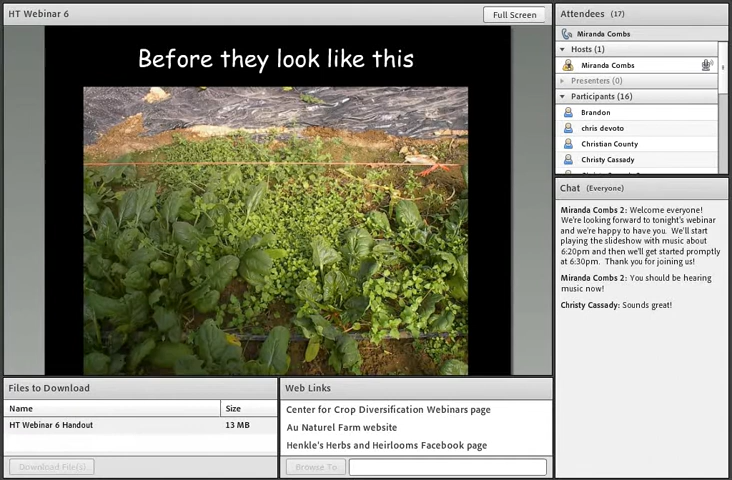 HT Webinar 6
Full Screen
Before they look like this
Files to Download
Name
Size
HT Webinar 6 Handout
13 MB
Download File(s)
Web Links
Center for Crop Diversification Webinars page
Au Naturel Farm website
Henkle's Herbs and Heirlooms Facebook page
Browse To
Attendees (17)
Miranda Combs
Hosts (1)
Miranda Combs
Presenters (0)
Participants (16)
Brandon
chris devoto
Christian County
Christy Cassady
Chat (Everyone)
Miranda Combs 2: Welcome everyone!
We're looking forward to tonight's webinar
and we're happy to have you. We'll start
playing the slideshow with music about
6:20pm and then we'll get started promptly
at 6:30pm. Thank you for joining us!
Miranda Combs 2: You should be hearing
music now!
Christy Cassady: Sounds great!